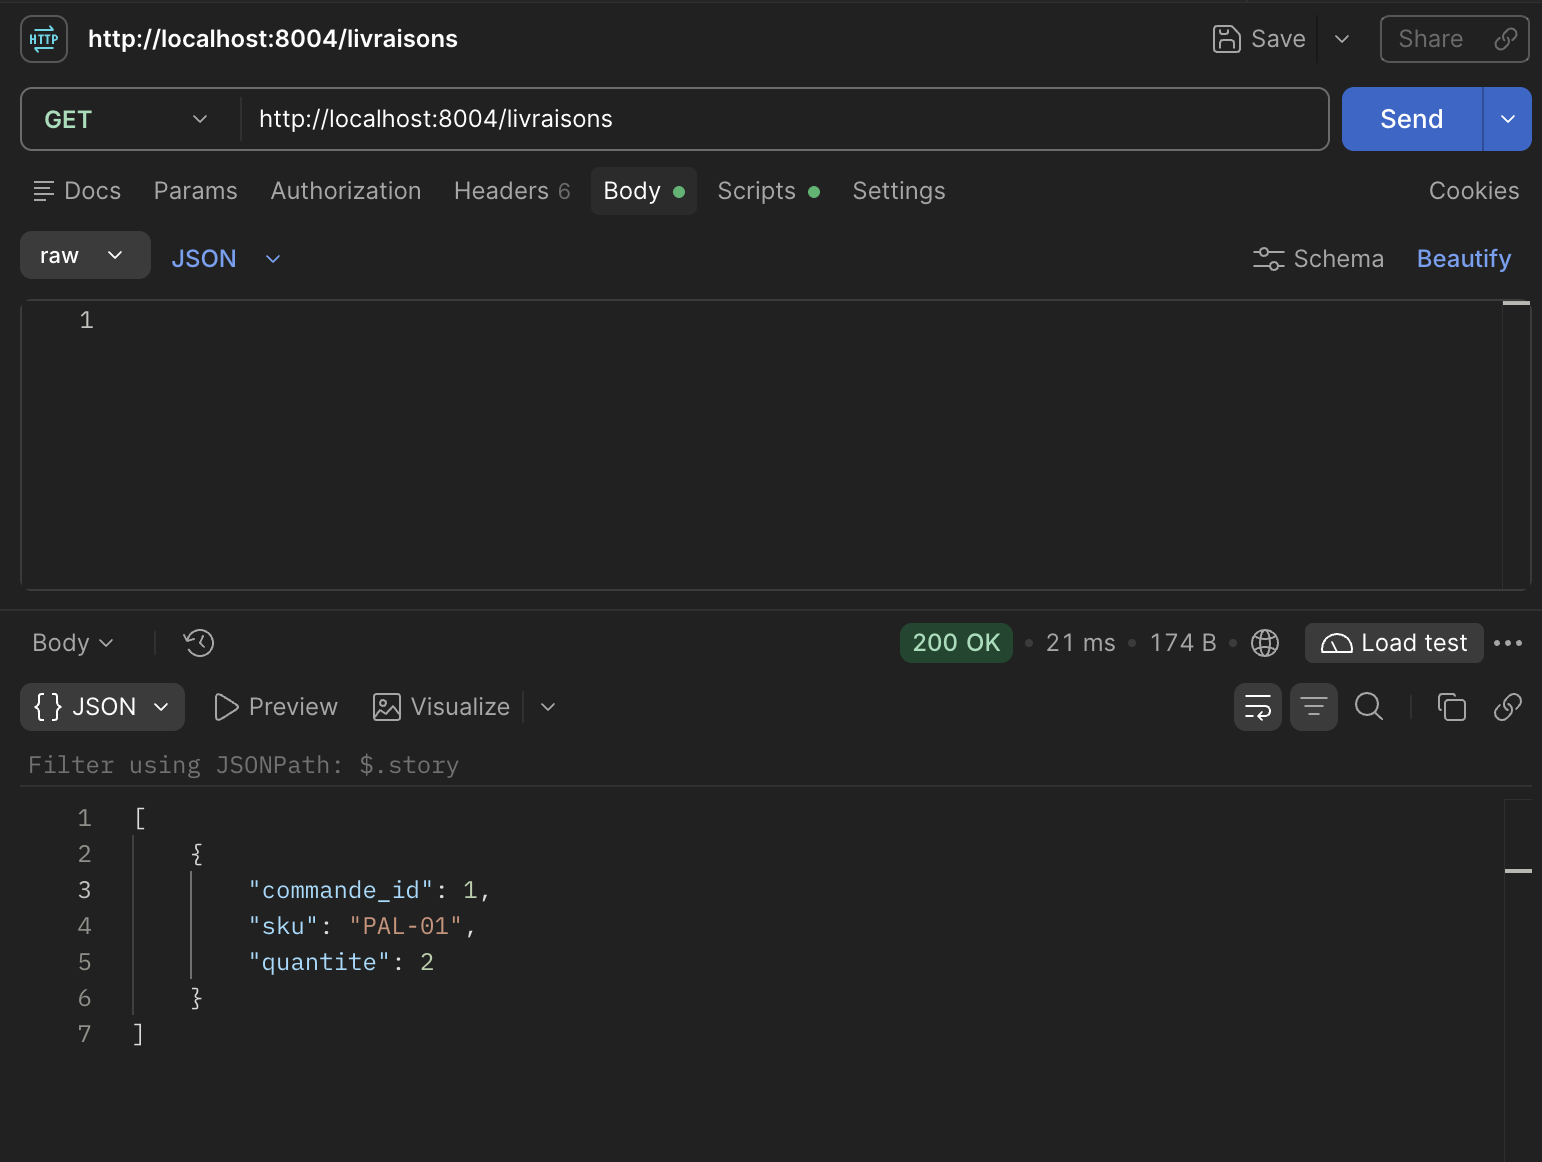 HTTP http://localhost:8004/livraisons Save Share
GET http://localhost:8004/livraisons Send
Docs Params Authorization Headers 6 Body Scripts Settings Cookies
raw JSON Schema Beautify
1
Body 200 OK 21 ms 174 B Load test
{} JSON Preview Visualize
Filter using JSONPath: $.story
1 [
2 {
3 "commande_id": 1,
4 "sku": "PAL-01",
5 "quantite": 2
6 }
7 ]